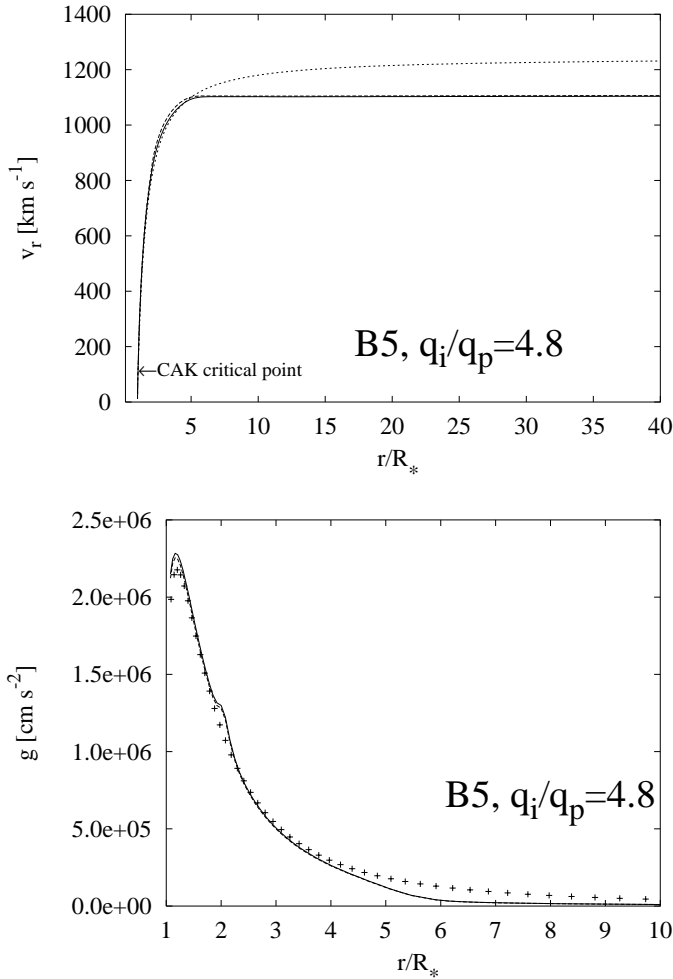 1400
1200
1000
800
600
400
200
0
v_r [km s^-1]
←CAK critical point
B5, q_i/q_p=4.8
5 10 15 20 25 30 35 40
r/R_*
2.5e+06
2.0e+06
1.5e+06
1.0e+06
5.0e+05
0.0e+00
g [cm s^-2]
B5, q_i/q_p=4.8
1 2 3 4 5 6 7 8 9 10
r/R_*